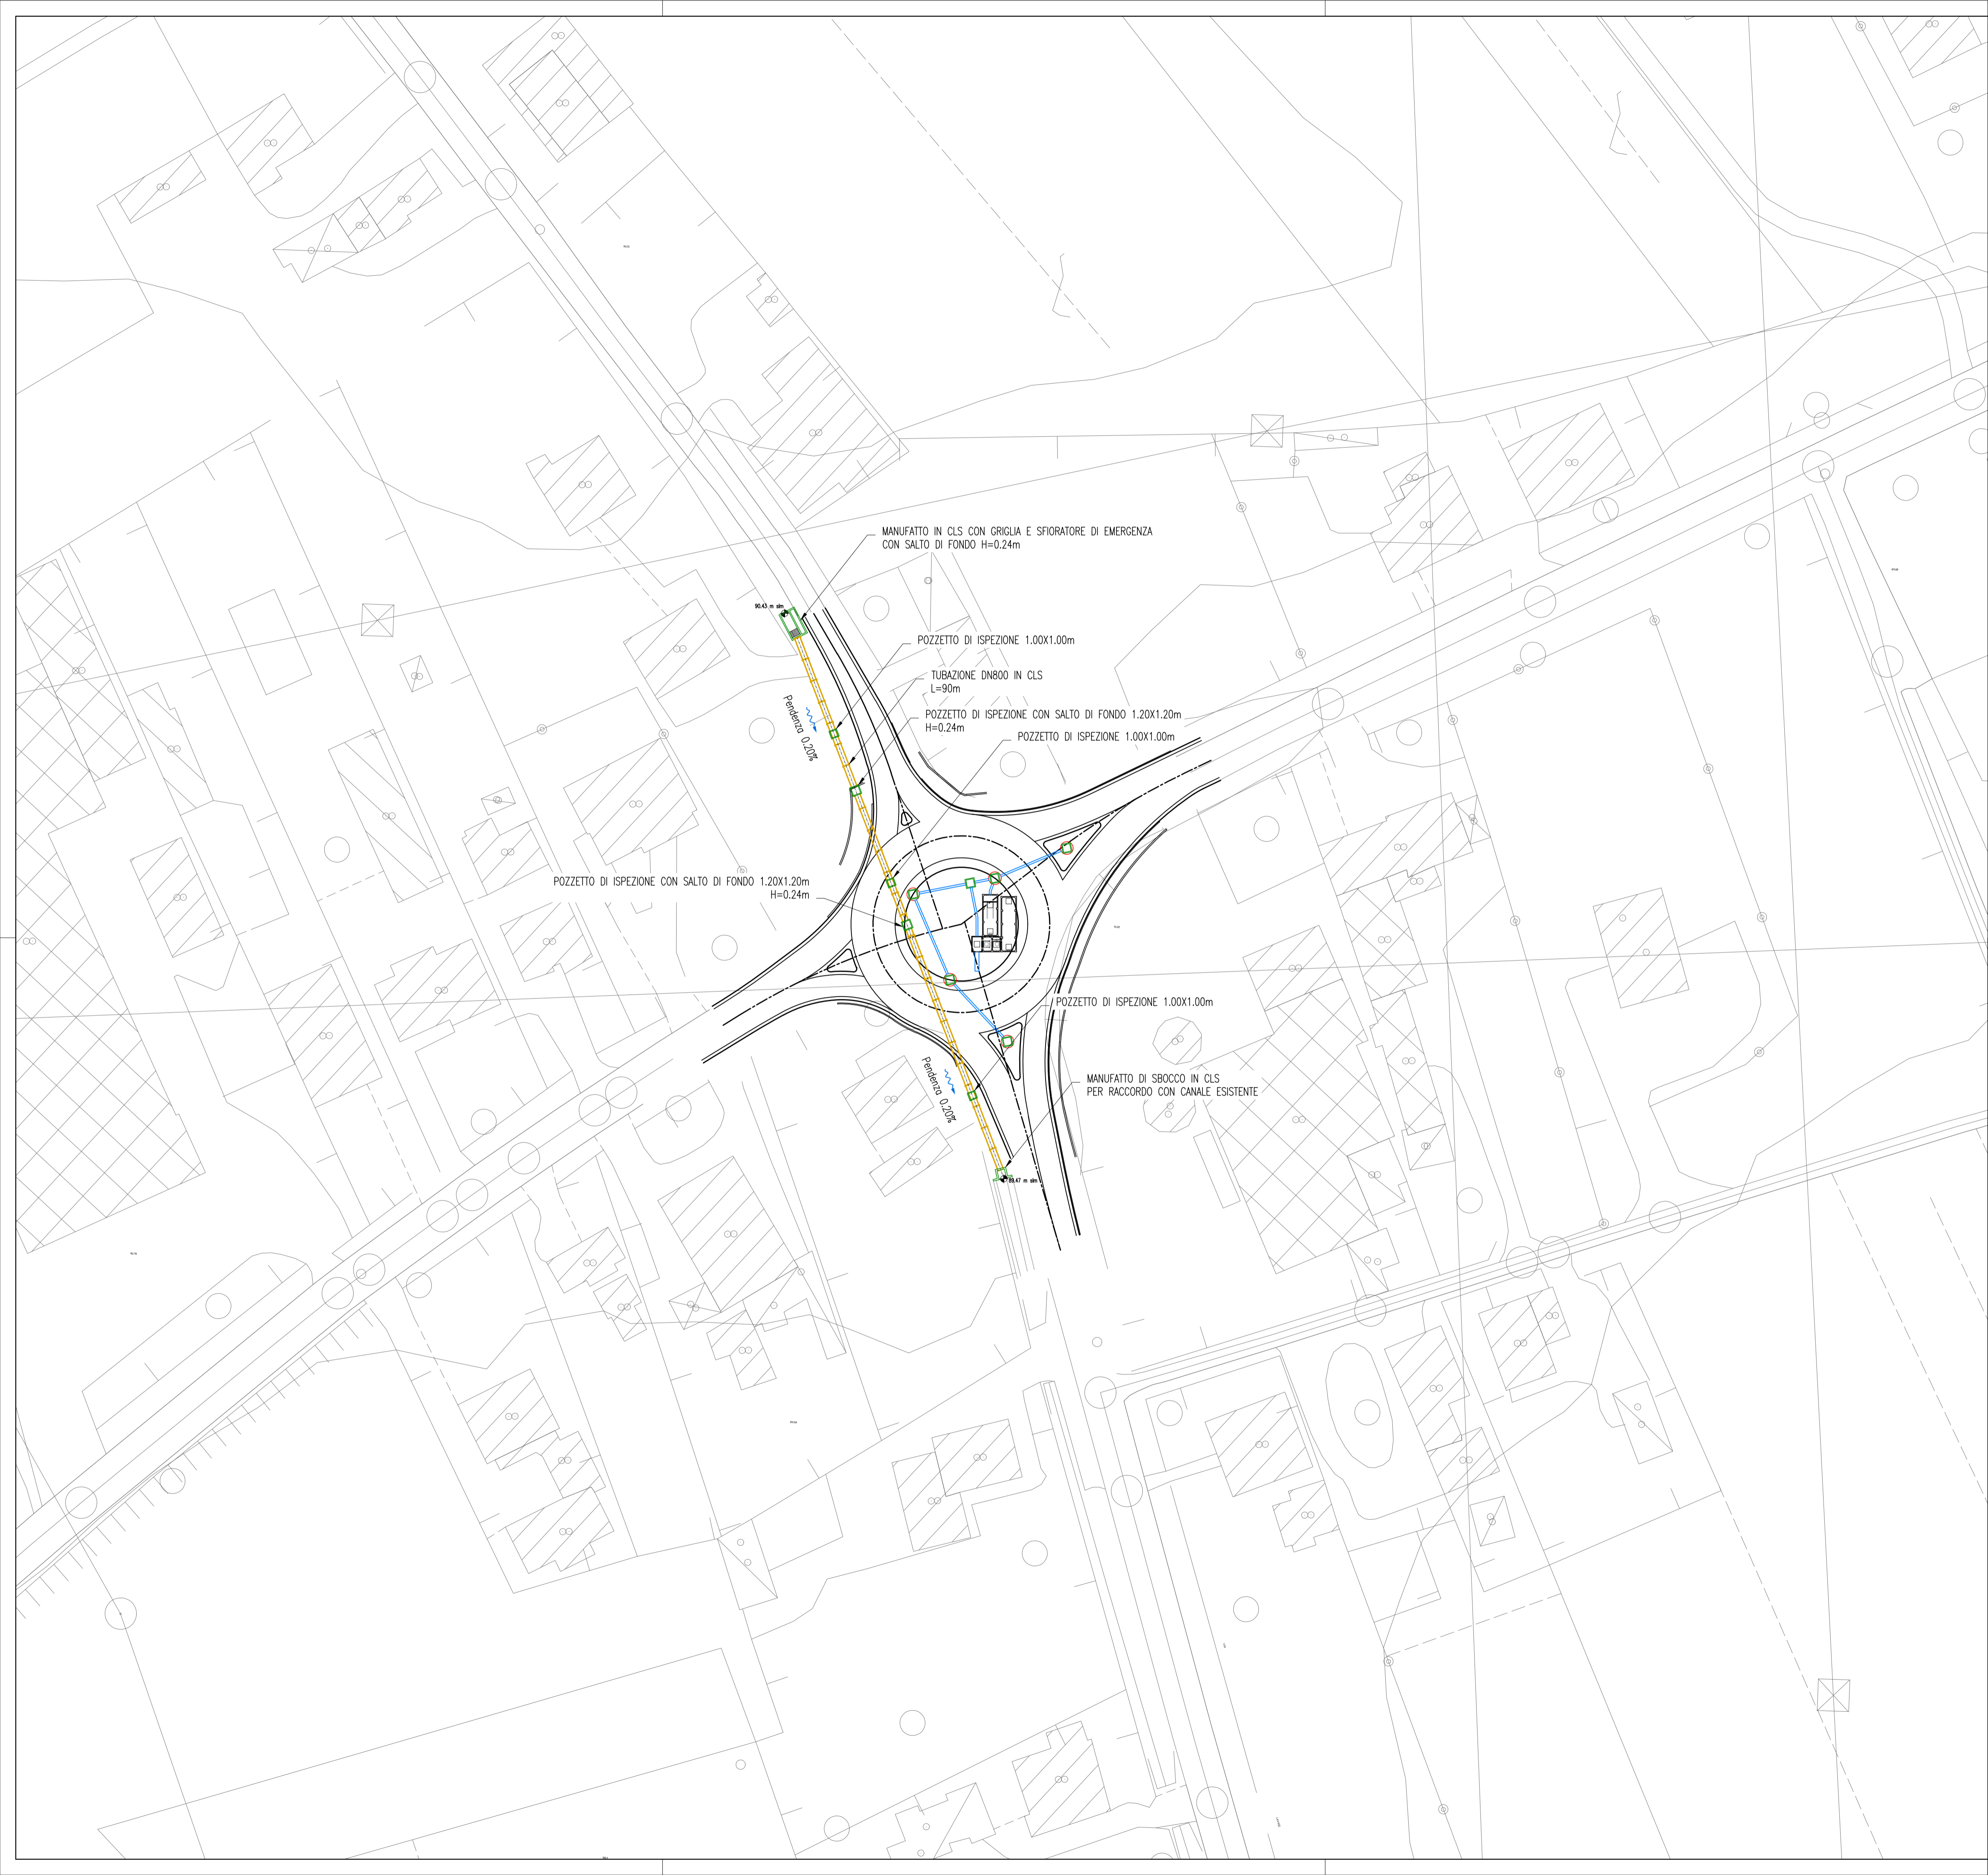 MANUFATTO IN CLS CON GRIGLIA E SFIORATORE DI EMERGENZA
CON SALTO DI FONDO H=0.24m
90.43 m slm
POZZETTO DI ISPEZIONE 1.00X1.00m
TUBAZIONE DN800 IN CLS
L=90m
Pendenza 0.20%
POZZETTO DI ISPEZIONE CON SALTO DI FONDO 1.20X1.20m
H=0.24m
POZZETTO DI ISPEZIONE 1.00X1.00m
POZZETTO DI ISPEZIONE CON SALTO DI FONDO 1.20X1.20m
H=0.24m
POZZETTO DI ISPEZIONE 1.00X1.00m
Pendenza 0.20%
MANUFATTO DI SBOCCO IN CLS
PER RACCORDO CON CANALE ESISTENTE
89.47 m slm